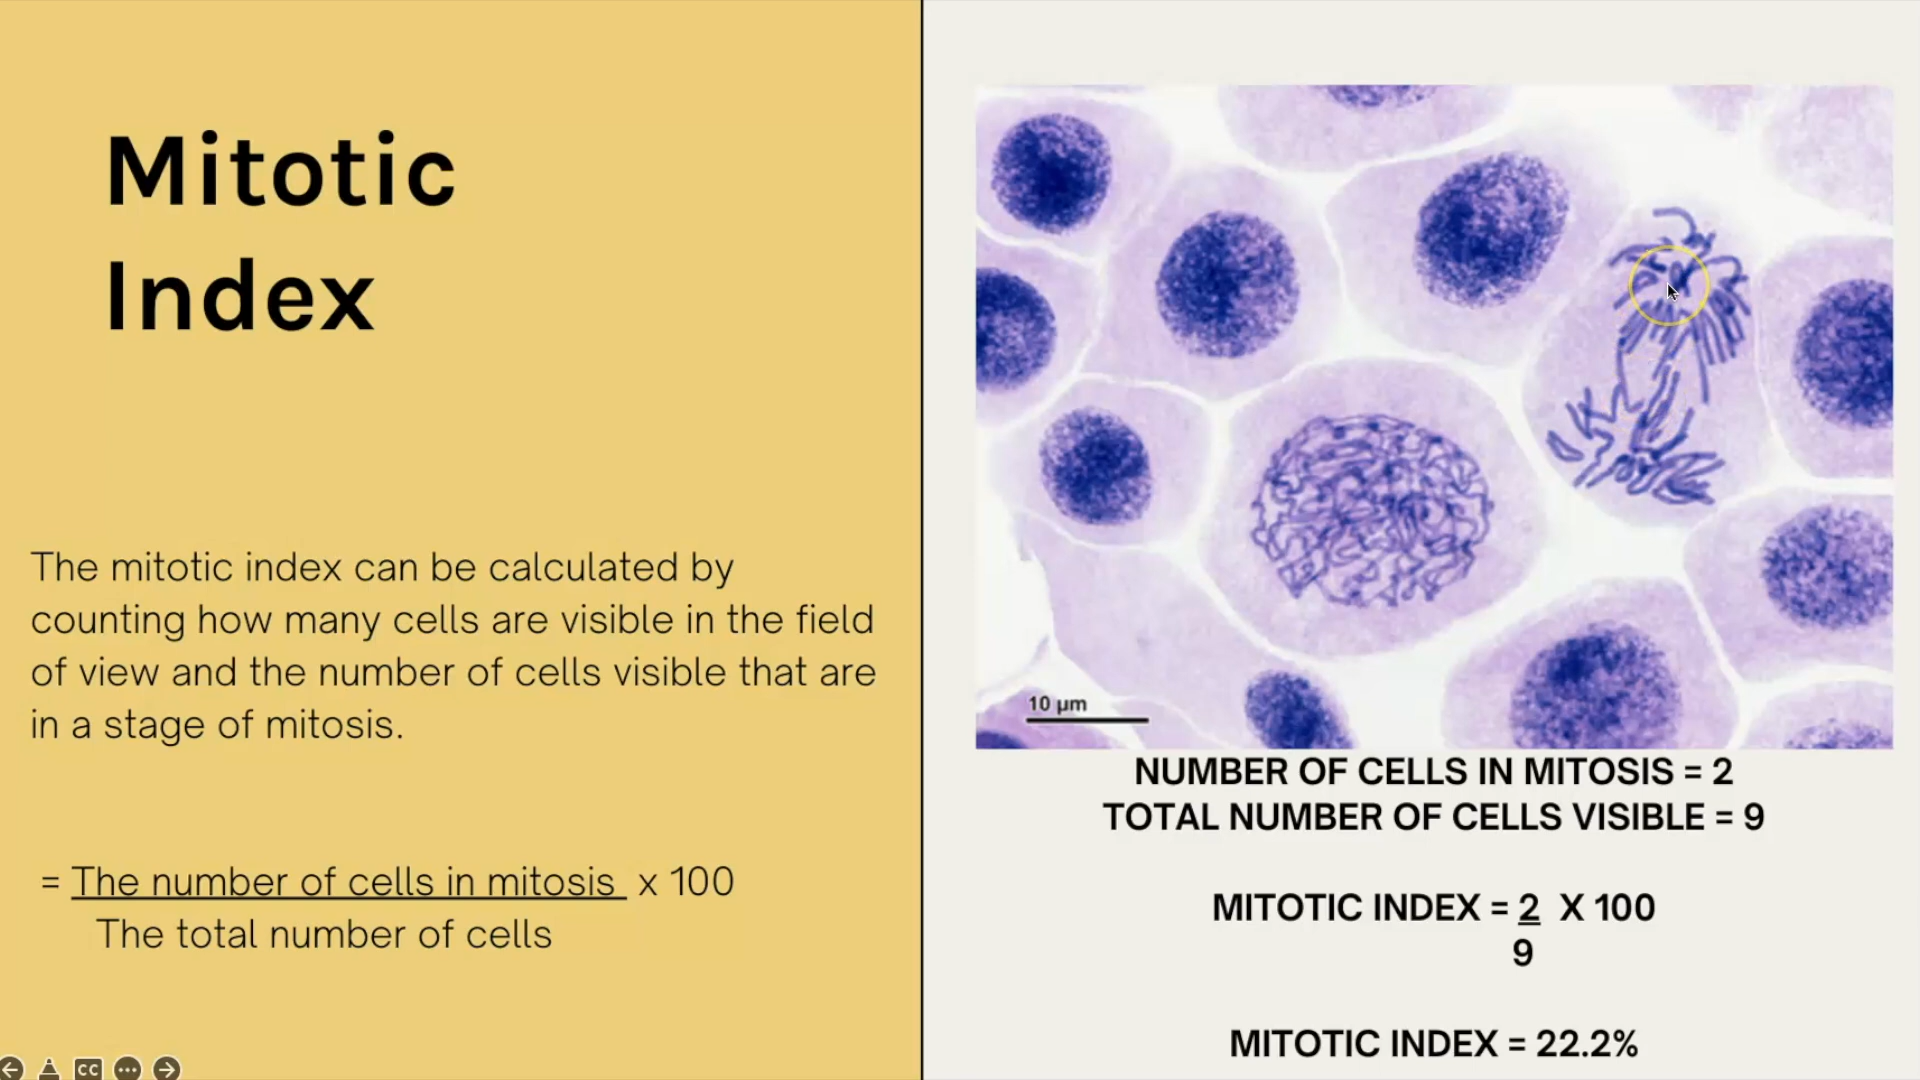 Mitotic
Index
The mitotic index can be calculated by
counting how many cells are visible in the field
of view and the number of cells visible that are
in a stage of mitosis.
= The number of cells in mitosis x 100
The total number of cells
10 µm
NUMBER OF CELLS IN MITOSIS = 2
TOTAL NUMBER OF CELLS VISIBLE = 9
MITOTIC INDEX = 2 X 100
9
MITOTIC INDEX = 22.2%
CC